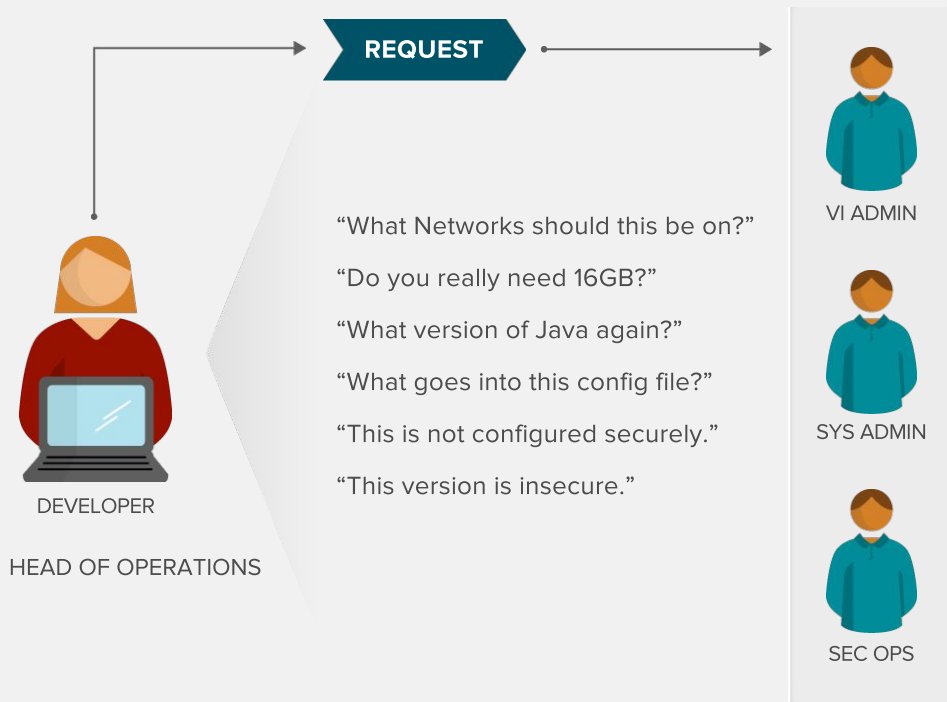 REQUEST
“What Networks should this be on?”
“Do you really need 16GB?”
“What version of Java again?”
“What goes into this config file?”
“This is not configured securely.”
“This version is insecure.”
DEVELOPER
HEAD OF OPERATIONS
VI ADMIN
SYS ADMIN
SEC OPS